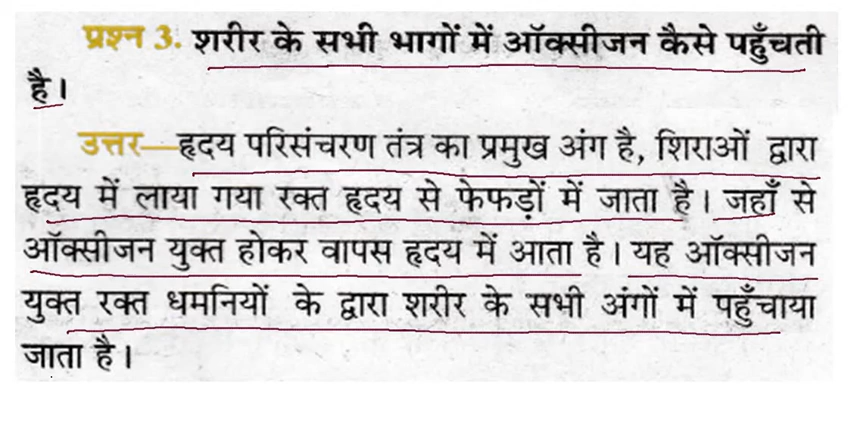 प्रश्न 3. शरीर के सभी भागों में ऑक्सीजन कैसे पहुँचती
है।
उत्तर—हृदय परिसंचरण तंत्र का प्रमुख अंग है, शिराओं द्वारा
हृदय में लाया गया रक्त हृदय से फेफड़ों में जाता है। जहाँ से
ऑक्सीजन युक्त होकर वापस हृदय में आता है। यह ऑक्सीजन
युक्त रक्त धमनियों के द्वारा शरीर के सभी अंगों में पहुँचाया
जाता है।